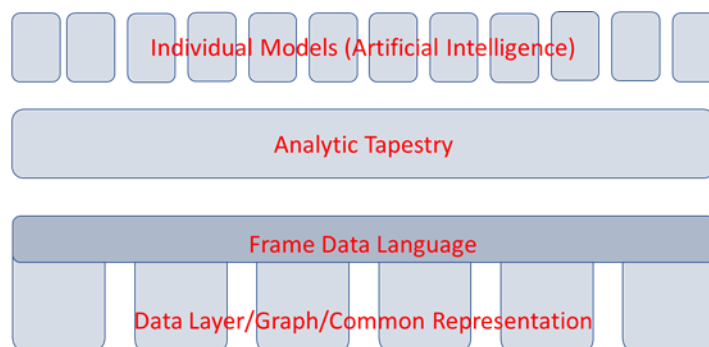 Individual Models (Artificial Intelligence)
Analytic Tapestry
Frame Data Language
Data Layer/Graph/Common Representation